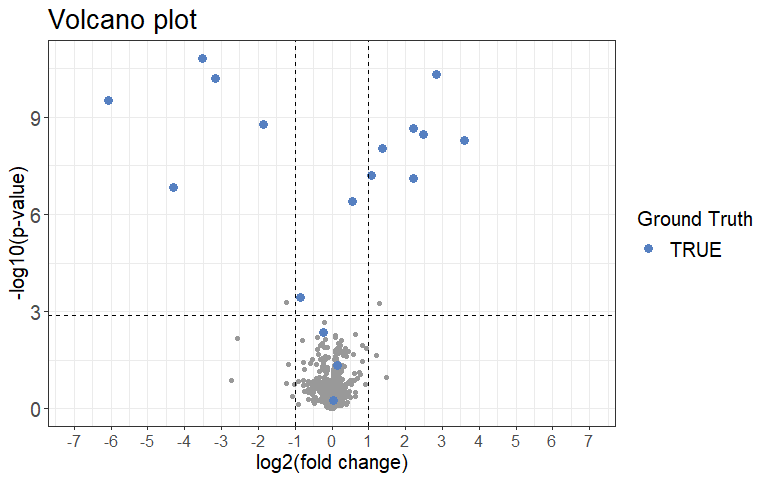 Volcano plot
-log10(p-value)
9
6
3
0
-7 -6 -5 -4 -3 -2 -1 0 1 2 3 4 5 6 7
log2(fold change)
Ground Truth
TRUE